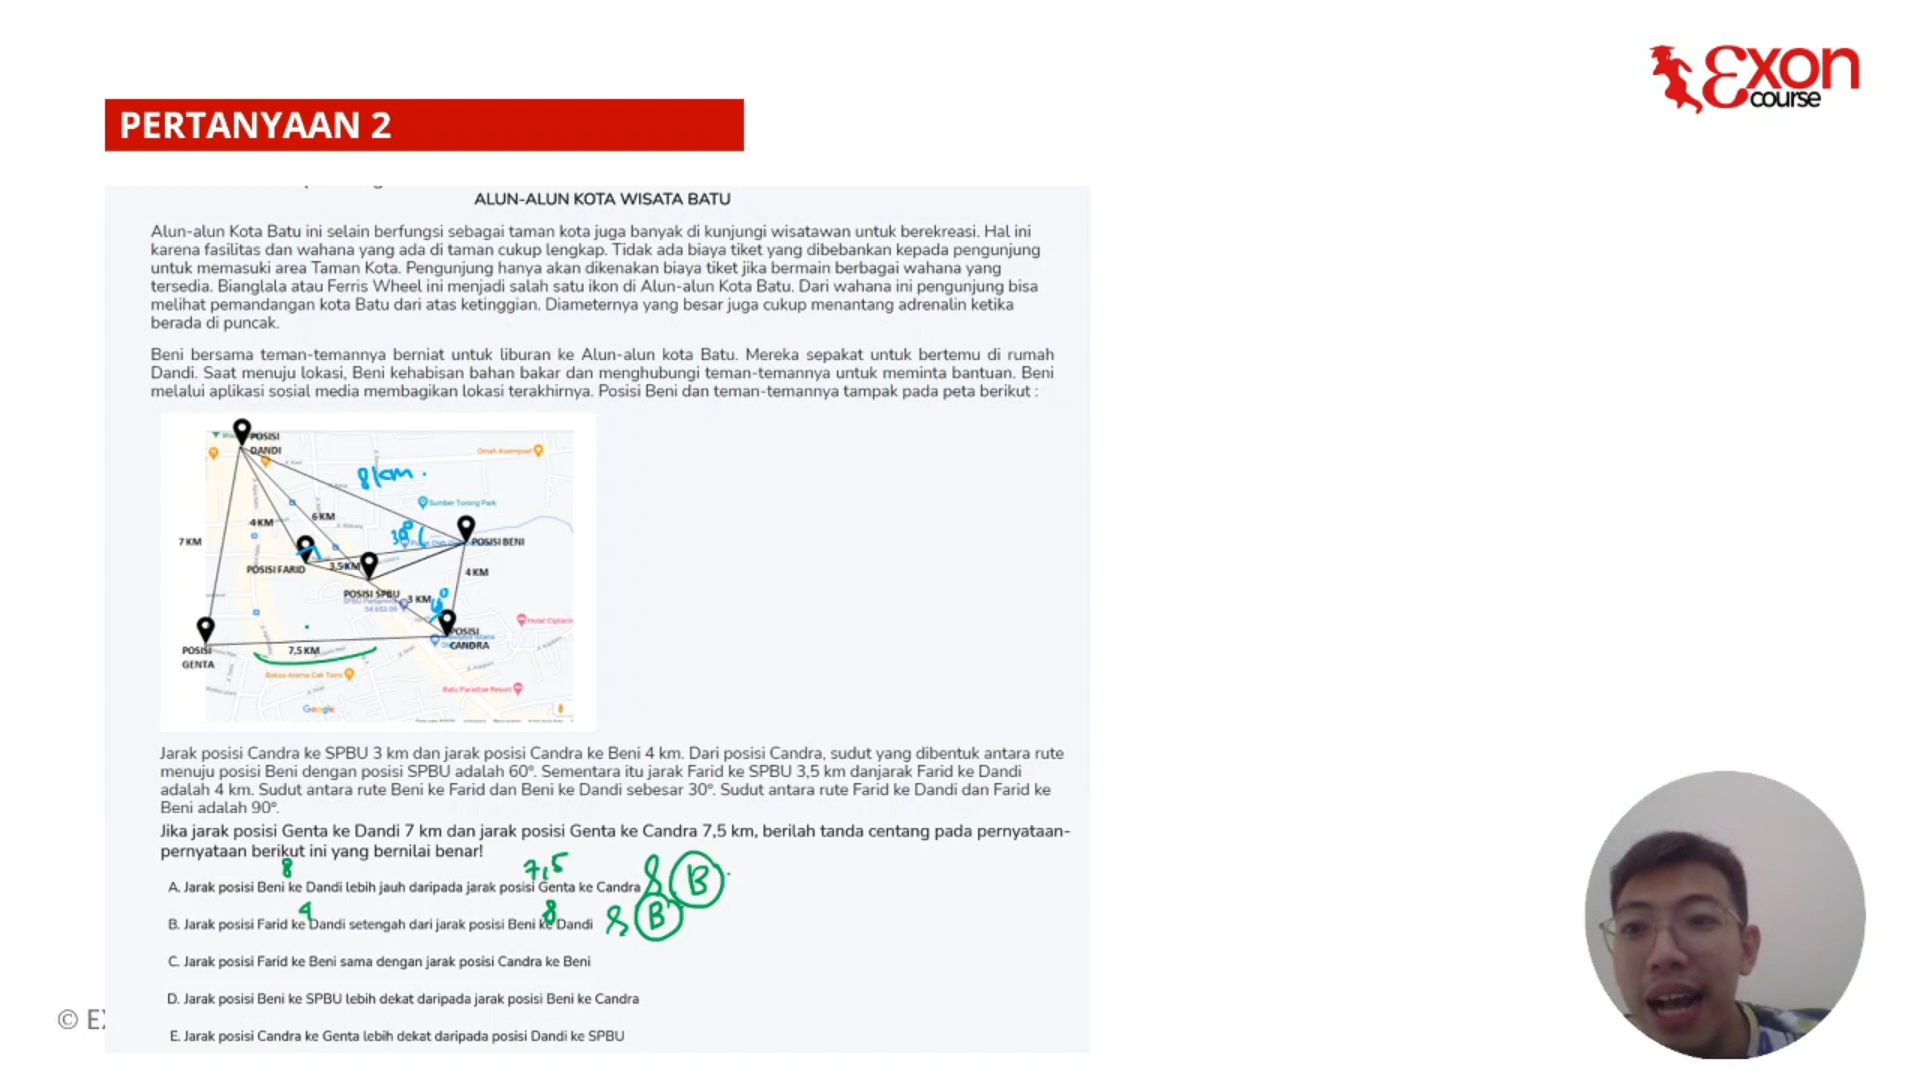 Exon
course
PERTANYAAN 2
ALUN-ALUN KOTA WISATA BATU
Alun-alun Kota Batu ini selain berfungsi sebagai taman kota juga banyak di kunjungi wisatawan untuk berekreasi. Hal ini
karena fasilitas dan wahana yang ada di taman cukup lengkap. Tidak ada biaya tiket yang dibebankan kepada pengunjung
untuk memasuki area Taman Kota. Pengunjung hanya akan dikenakan biaya tiket jika bermain berbagai wahana yang
tersedia. Bianglala atau Ferris Wheel ini menjadi salah satu ikon di Alun-alun Kota Batu. Dari wahana ini pengunjung bisa
melihat pemandangan kota Batu dari atas ketinggian. Diameternya yang besar juga cukup menantang adrenalin ketika
berada di puncak.
Beni bersama teman-temannya berniat untuk liburan ke Alun-alun kota Batu. Mereka sepakat untuk bertemu di rumah
Dandi. Saat menuju lokasi, Beni kehabisan bahan bakar dan menghubungi teman-temannya untuk meminta bantuan. Beni
melalui aplikasi sosial media membagikan lokasi terakhirnya. Posisi Beni dan teman-temannya tampak pada peta berikut :
POSISI
DANDI
8 km
Sumber Torong Park
4 KM
6 KM
30°
7 KM
POSISI BENI
POSISI FARID
3,5 KM
4 KM
POSISI SPBU
3 KM
POSISI
CANDRA
POSISI
GENTA
7,5 KM
Bakso Arema Cak Toni
Batu Paradise Resort
Google
Jarak posisi Candra ke SPBU 3 km dan jarak posisi Candra ke Beni 4 km. Dari posisi Candra, sudut yang dibentuk antara rute
menuju posisi Beni dengan posisi SPBU adalah 60°. Sementara itu jarak Farid ke SPBU 3,5 km danjarak Farid ke Dandi
adalah 4 km. Sudut antara rute Beni ke Farid dan Beni ke Dandi sebesar 30°. Sudut antara rute Farid ke Dandi dan Farid ke
Beni adalah 90°.
Jika jarak posisi Genta ke Dandi 7 km dan jarak posisi Genta ke Candra 7,5 km, berilah tanda centang pada pernyataan-
pernyataan berikut ini yang bernilai benar!
8 7,5
A. Jarak posisi Beni ke Dandi lebih jauh daripada jarak posisi Genta ke Candra B
4 8
B. Jarak posisi Farid ke Dandi setengah dari jarak posisi Beni ke Dandi B
C. Jarak posisi Farid ke Beni sama dengan jarak posisi Candra ke Beni
D. Jarak posisi Beni ke SPBU lebih dekat daripada jarak posisi Beni ke Candra
© E
E. Jarak posisi Candra ke Genta lebih dekat daripada posisi Dandi ke SPBU